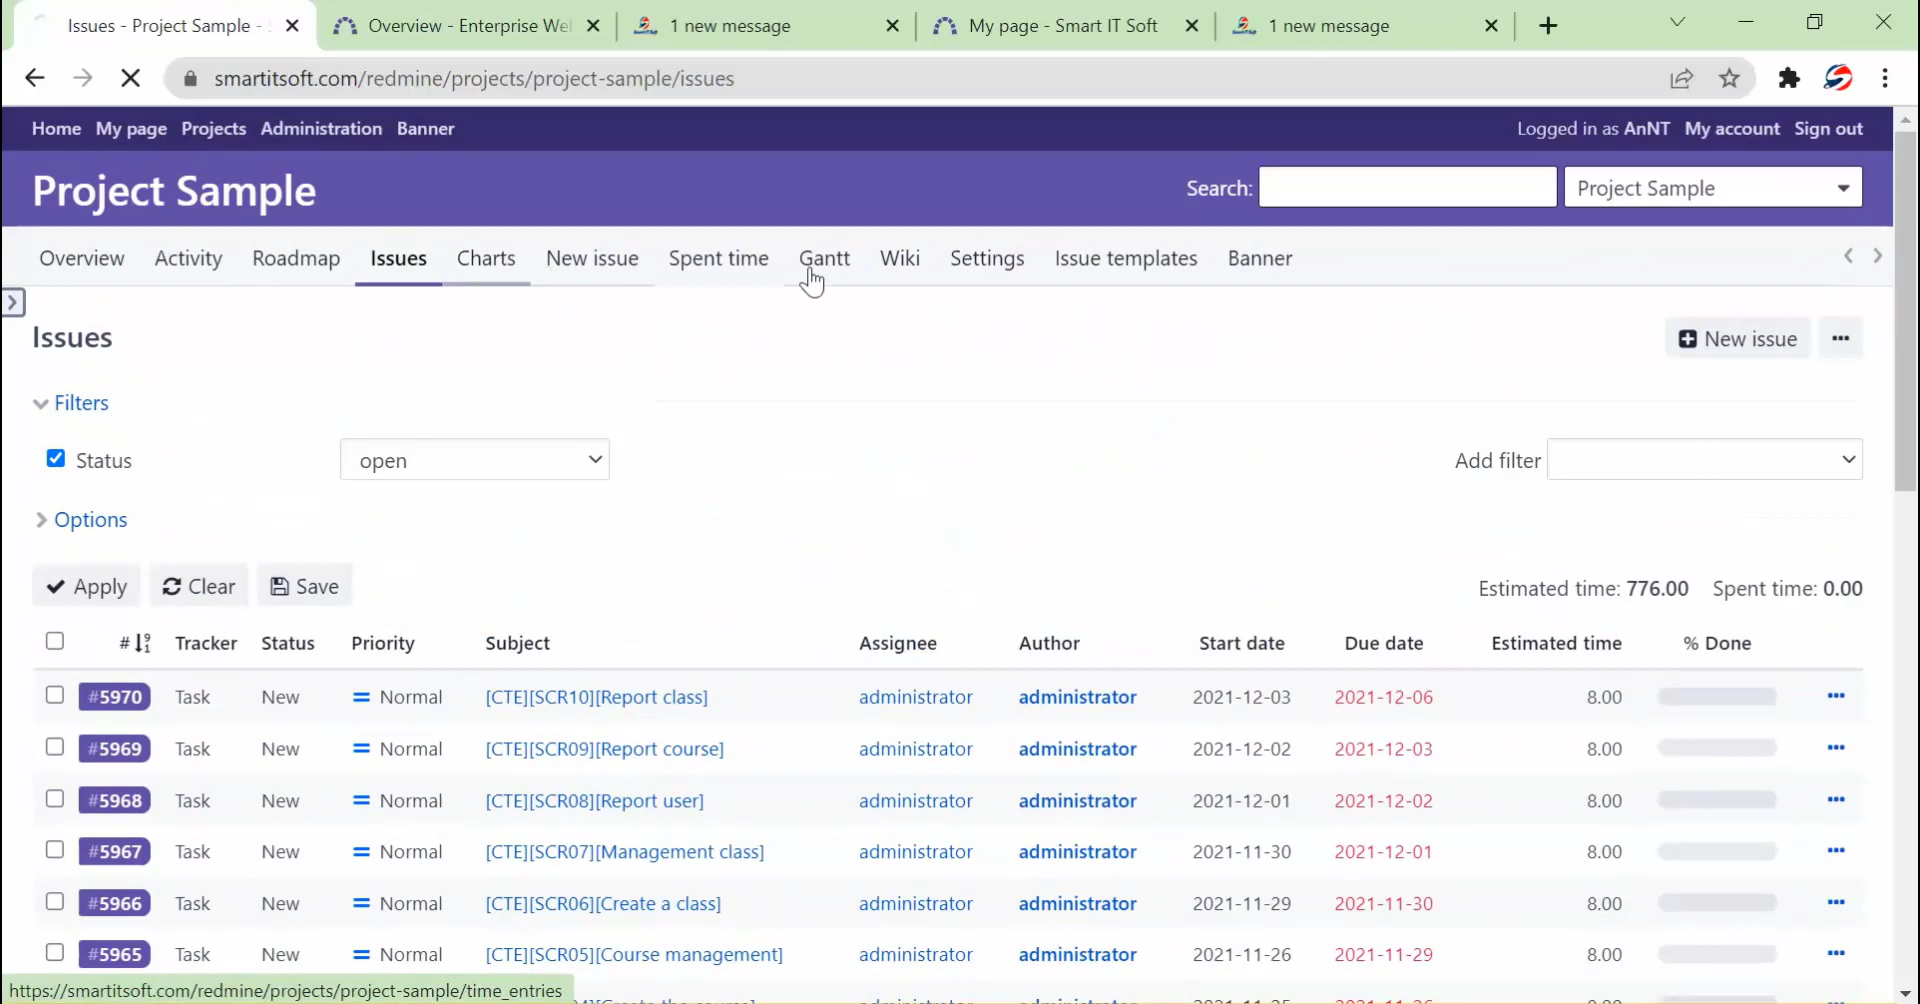 Issues - Project Sample - S
Overview - Enterprise Wel
1 new message
My page - Smart IT Soft
1 new message
smartitsoft.com/redmine/projects/project-sample/issues
Home My page Projects Administration Banner
Logged in as AnNT My account Sign out
Project Sample
Search:
Project Sample
Overview Activity Roadmap Issues Charts New issue Spent time Gantt Wiki Settings Issue templates Banner
Issues
New issue
Filters
Status
open
Add filter
Options
Apply Clear Save
Estimated time: 776.00 Spent time: 0.00
# Tracker Status Priority Subject Assignee Author Start date Due date Estimated time % Done
#5970 Task New Normal [CTE][SCR10][Report class] administrator administrator 2021-12-03 2021-12-06 8.00
#5969 Task New Normal [CTE][SCR09][Report course] administrator administrator 2021-12-02 2021-12-03 8.00
#5968 Task New Normal [CTE][SCR08][Report user] administrator administrator 2021-12-01 2021-12-02 8.00
#5967 Task New Normal [CTE][SCR07][Management class] administrator administrator 2021-11-30 2021-12-01 8.00
#5966 Task New Normal [CTE][SCR06][Create a class] administrator administrator 2021-11-29 2021-11-30 8.00
#5965 Task New Normal [CTE][SCR05][Course management] administrator administrator 2021-11-26 2021-11-29 8.00
https://smartitsoft.com/redmine/projects/project-sample/time_entries